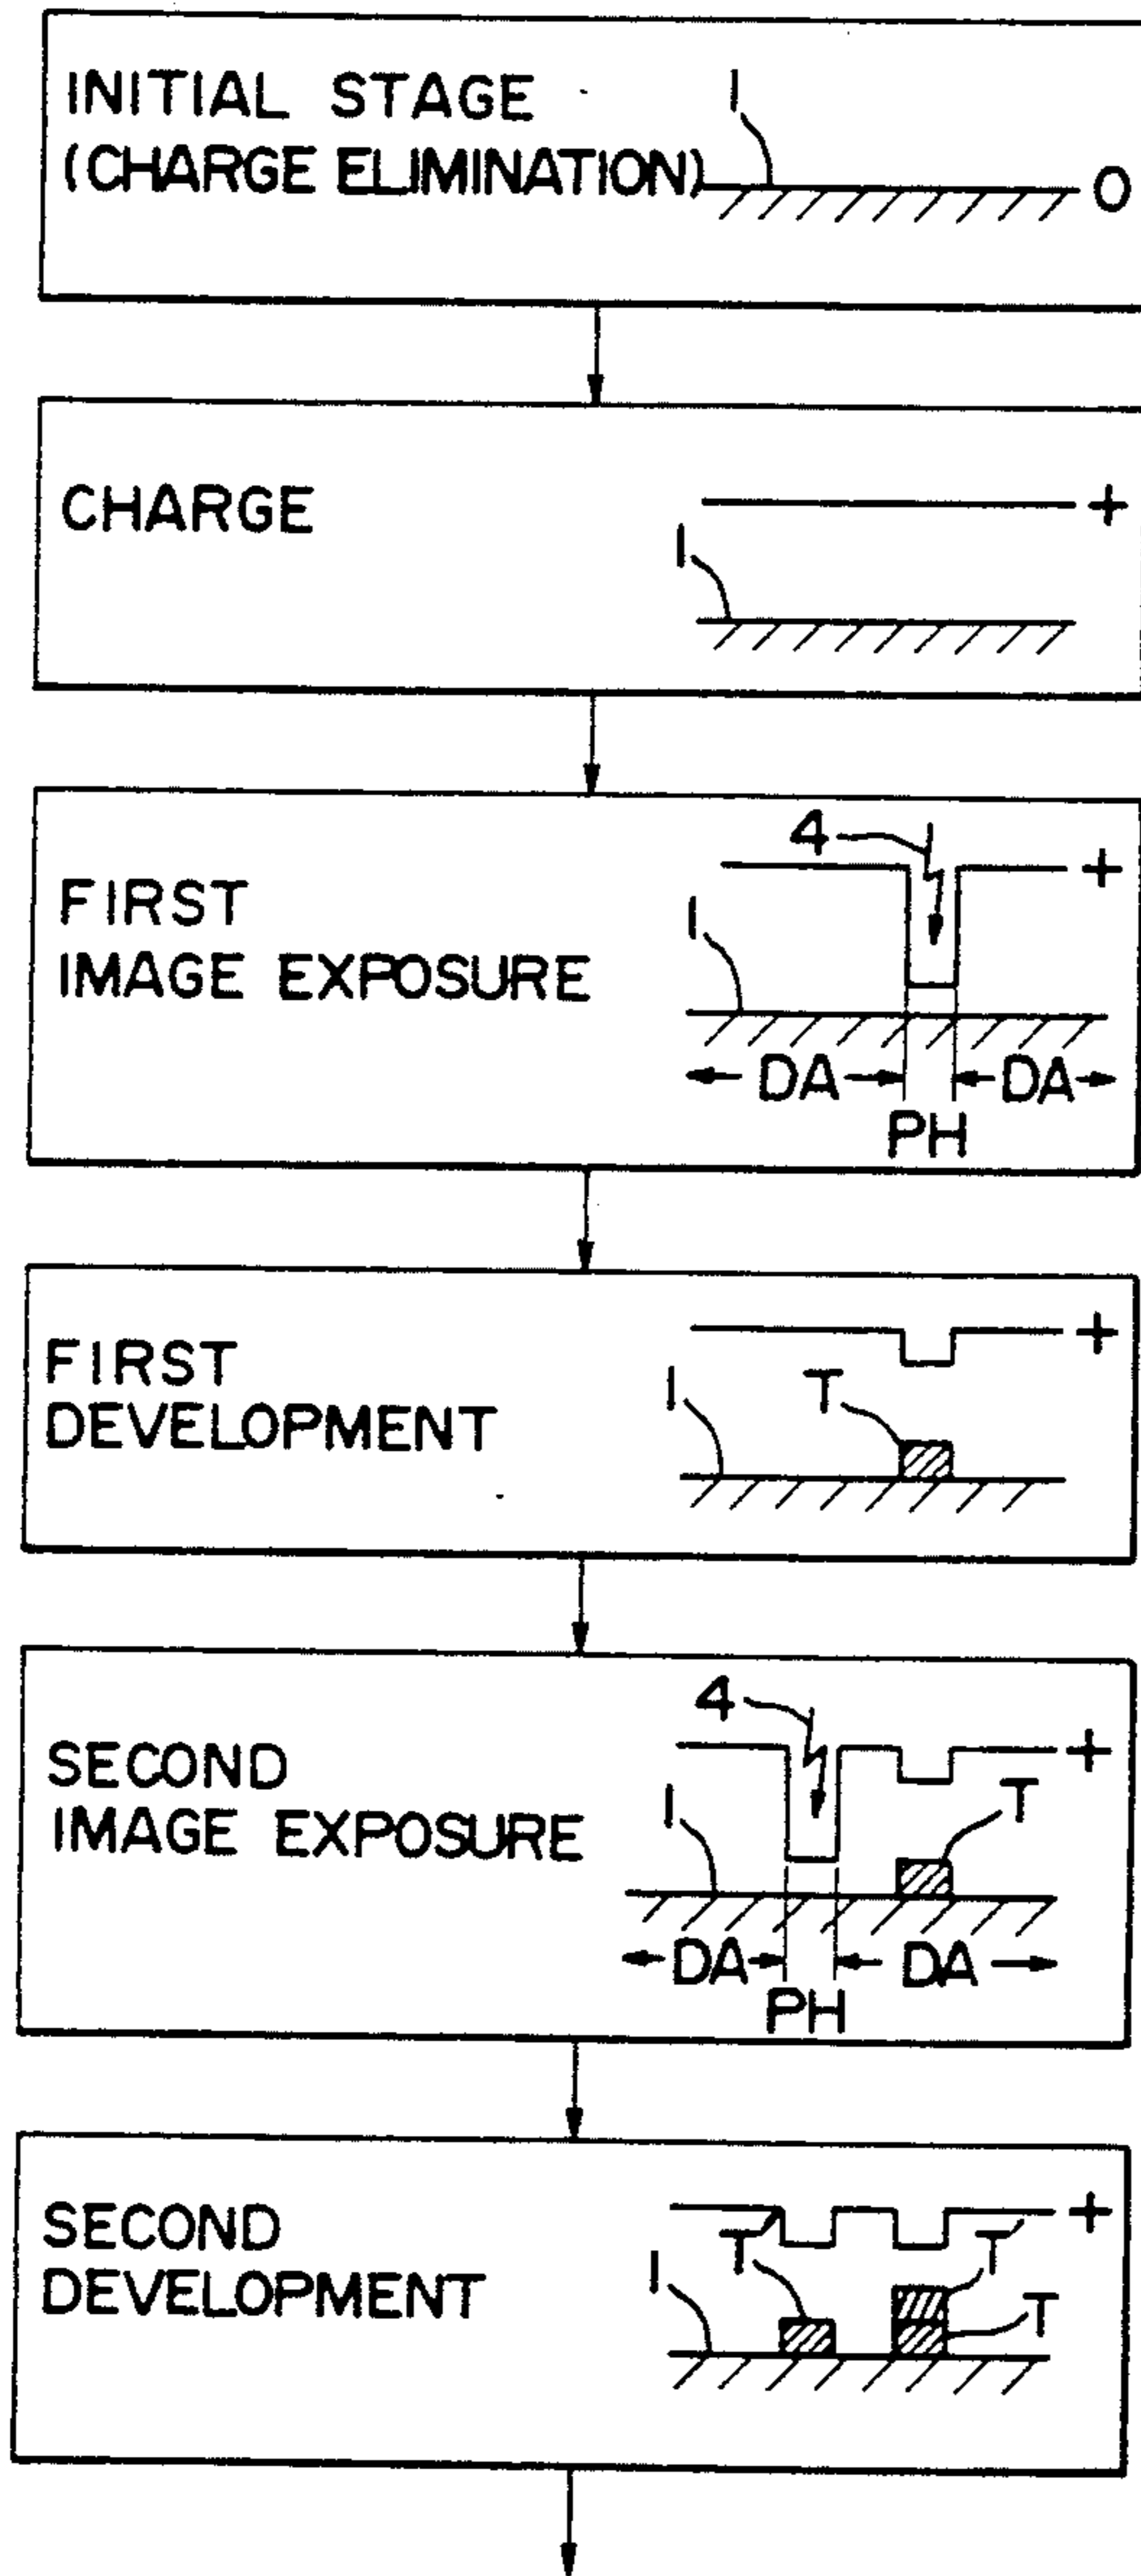 INITIAL STAGE
(CHARGE ELIMINATION)
1
0
CHARGE
+
1
FIRST
IMAGE EXPOSURE
4
+
1
DA DA
PH
FIRST
DEVELOPMENT
+
1
T
SECOND
IMAGE EXPOSURE
4
+
1
T
DA DA
PH
SECOND
DEVELOPMENT
+
1
T
T
T